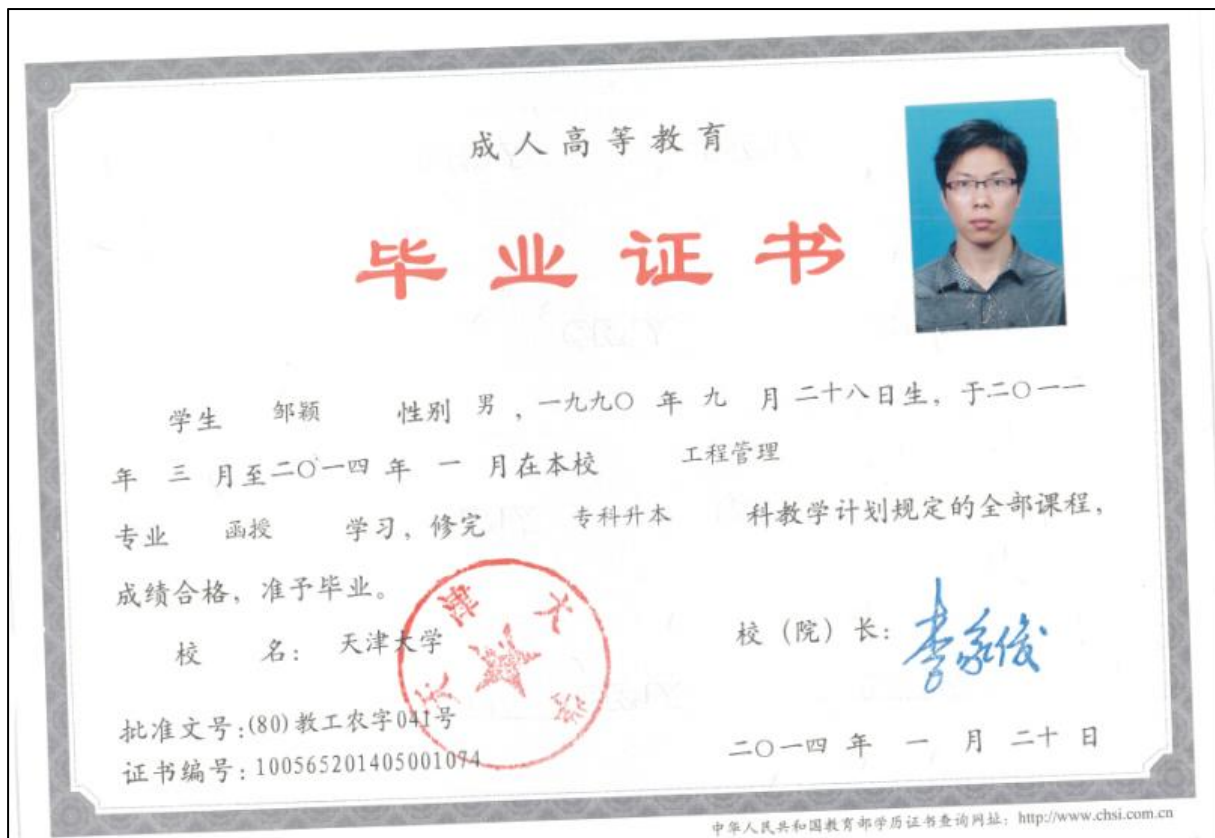 成人高等教育
毕业证书
学生 邹颖 性别 男，一九九〇 年 九 月 二十八日生，于二〇一一
年 三 月至二〇一四 年 一 月在本校 工程管理
专业 函授 学习，修完 专科升本 科教学计划规定的全部课程，
成绩合格，准予毕业。
天津大学
校 名：天津大学
校（院）长：李家俊
批准文号：(80)教工农字041号
证书编号：100565201405001074
二〇一四 年 一 月 二十 日
中华人民共和国教育部学历证书查询网址：http://www.chsi.com.cn